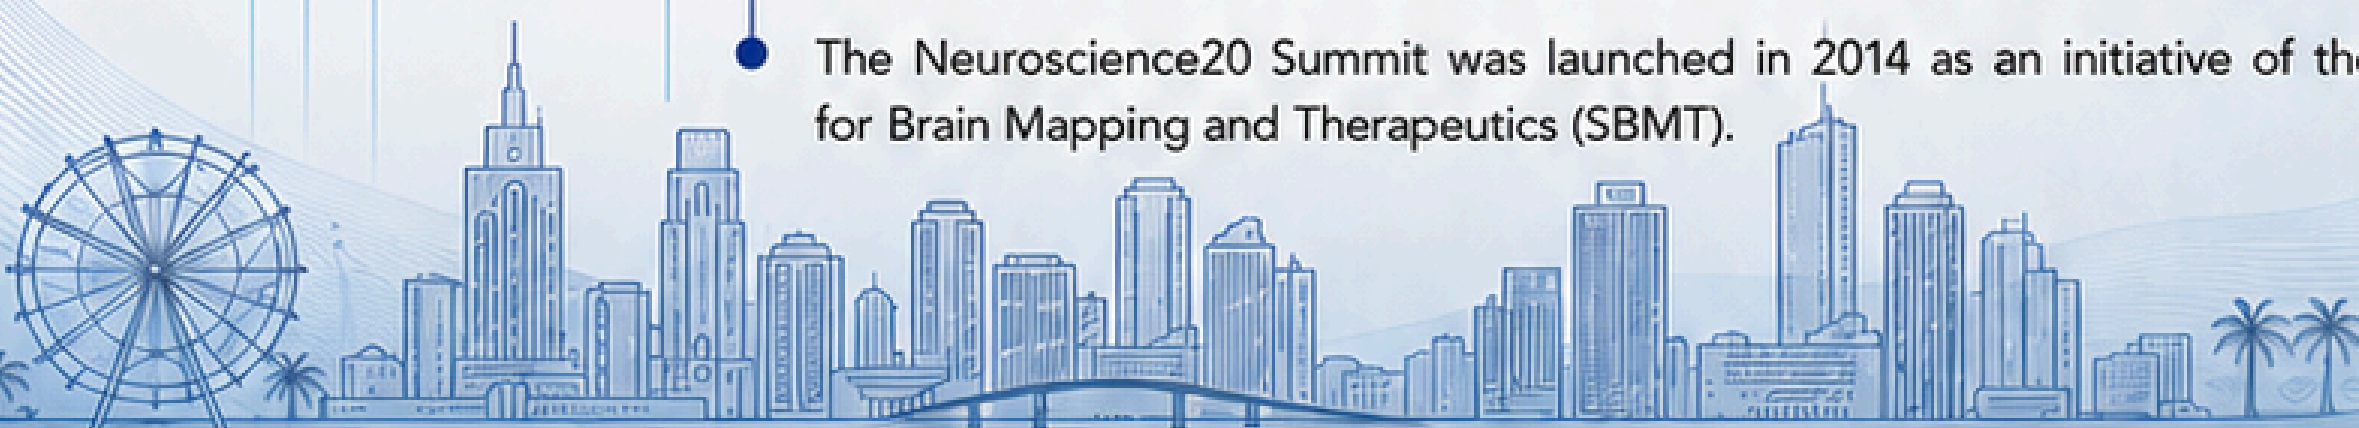 The Neuroscience20 Summit was launched in 2014 as an initiative of
for Brain Mapping and Therapeutics (SBMT).